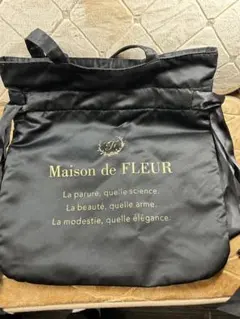 Maison de FLEUR
La parure, quelle science.
La beauté, quelle arme.
La modestie, quelle élégance.